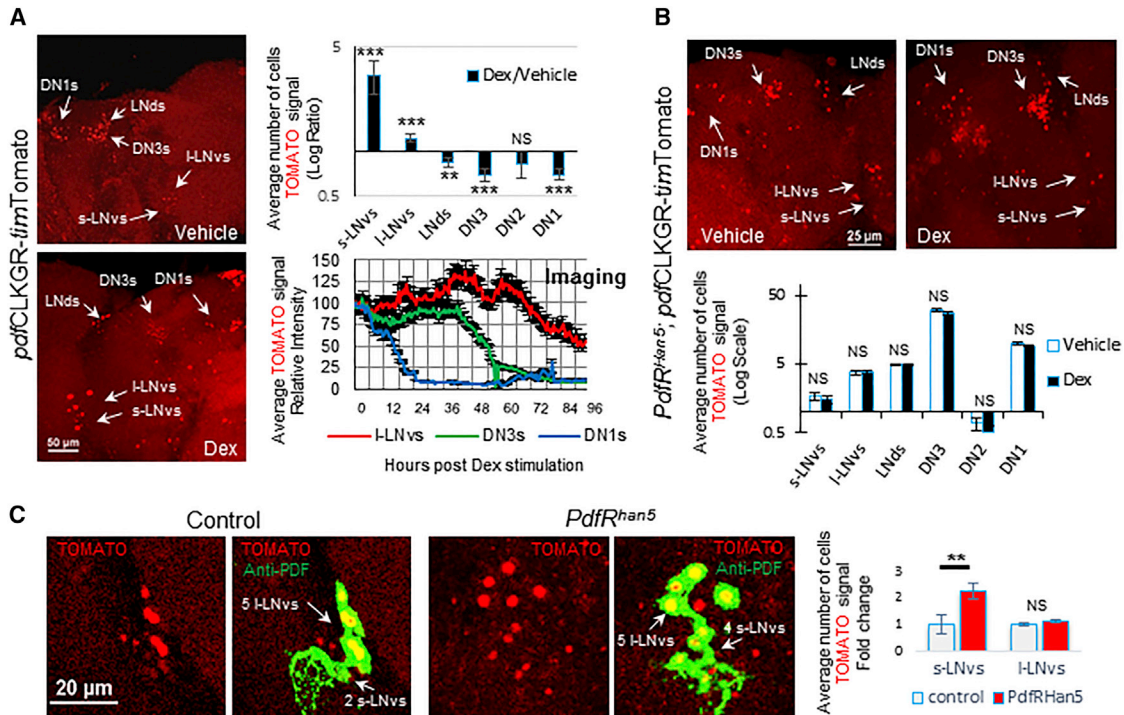 A
pdfCLKGR-timTomato
DN1s
LNds
DN3s
l-LNvs
s-LNvs
Vehicle
DN3s
DN1s
LNds
l-LNvs
s-LNvs
50 µm
Dex
Average number of cells
TOMATO signal
(Log Ratio)
5
0.5
***
***
**
***
NS
***
Dex/Vehicle
s-LNvs
l-LNvs
LNds
DN3
DN2
DN1
Average TOMATO signal
Relative Intensity
150
125
100
75
50
25
0
Imaging
0 12 24 36 48 60 72 84 96
l-LNvs DN3s DN1s
Hours post Dex stimulation
B
PdfRHan5; pdfCLKGR-timTomato
DN3s
LNds
DN1s
l-LNvs
s-LNvs
Vehicle
25 µm
DN1s
DN3s
LNds
l-LNvs
s-LNvs
Dex
Average number of cells
TOMATO signal
(Log Scale)
50
5
0.5
NS
NS
NS
NS
NS
NS
Vehicle
Dex
s-LNvs
l-LNvs
LNds
DN3
DN2
DN1
C
Control
PdfRhan5
TOMATO
20 µm
TOMATO
Anti-PDF
5 l-LNvs
2 s-LNvs
TOMATO
TOMATO
Anti-PDF
5 l-LNvs
4 s-LNvs
Average number of cells
TOMATO signal
Fold change
3
2
1
0
**
NS
s-LNvs l-LNvs
control PdfRHan5